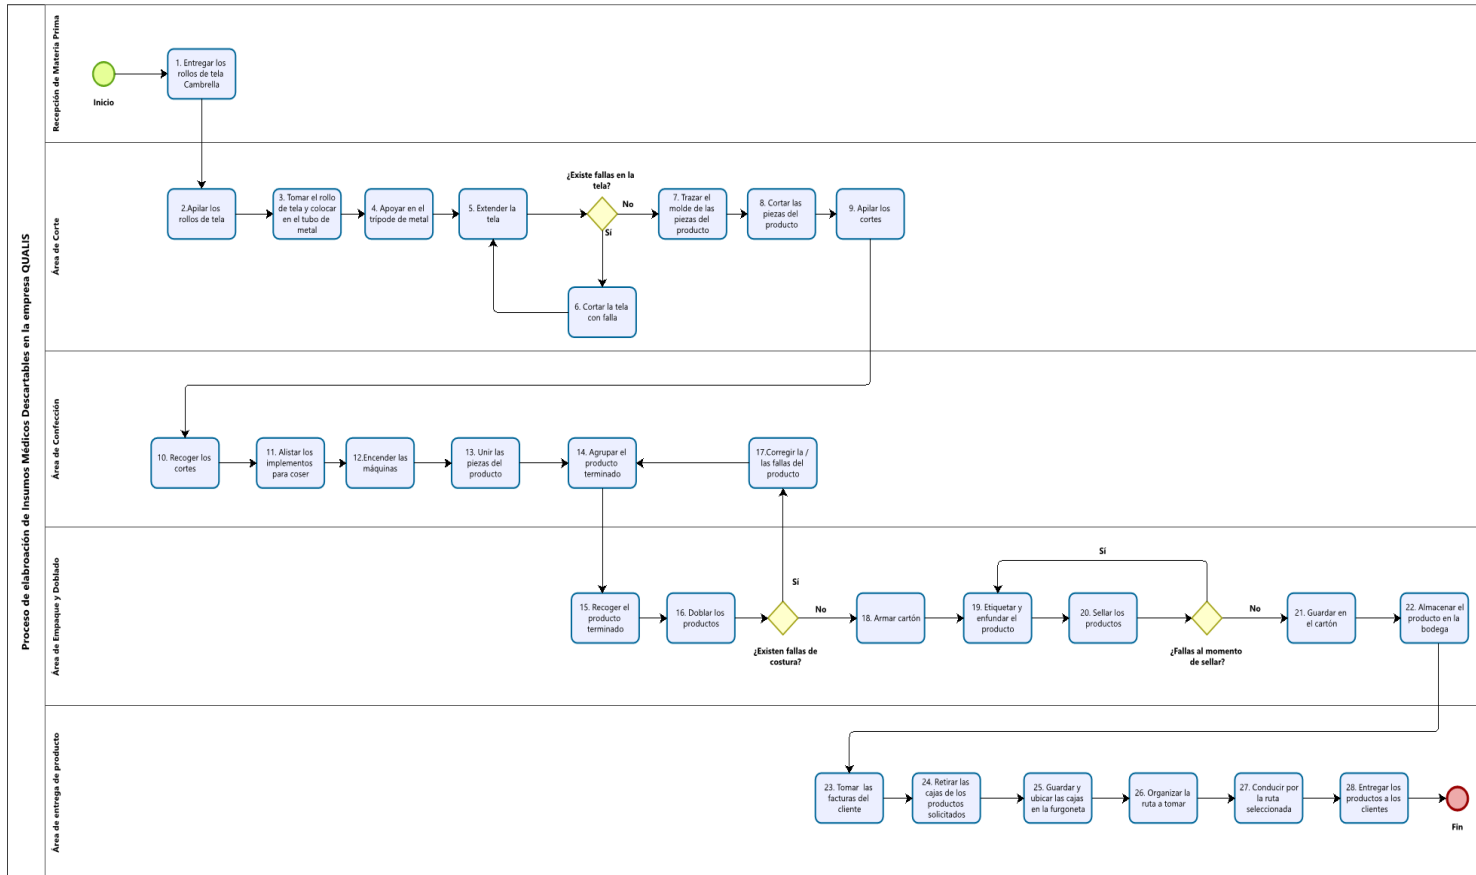 Proceso de elabroación de Insumos Médicos Descartables en la empresa QUALIS
Recepción de Materia Prima
Inicio
1. Entregar los
rollos de tela
Cambrella
Área de Corte
2.Apilar los
rollos de tela
3. Tomar el rollo
de tela y colocar
en el tubo de
metal
4. Apoyar en el
trípode de metal
5. Extender la
tela
¿Existe fallas en la
tela?
No
Sí
6. Cortar la tela
con falla
7. Trazar el
molde de las
piezas del
producto
8. Cortar las
piezas del
producto
9. Apilar los
cortes
Área de Confección
10. Recoger los
cortes
11. Alistar los
implementos
para coser
12.Encender las
máquinas
13. Unir las
piezas del
producto
14. Agrupar el
producto
terminado
17.Corregir la /
las fallas del
producto
Área de Empaque y Doblado
15. Recoger el
producto
terminado
16. Doblar los
productos
Sí
No
¿Existen fallas de
costura?
18. Armar cartón
19. Etiquetar y
enfundar el
producto
20. Sellar los
productos
Sí
No
¿Fallas al momento
de sellar?
21. Guardar en
el cartón
22. Almacenar el
producto en la
bodega
Área de entrega de producto
23. Tomar las
facturas del
cliente
24. Retirar las
cajas de los
productos
solicitados
25. Guardar y
ubicar las cajas
en la furgoneta
26. Organizar la
ruta a tomar
27. Conducir por
la ruta
seleccionada
28. Entregar los
productos a los
clientes
Fin